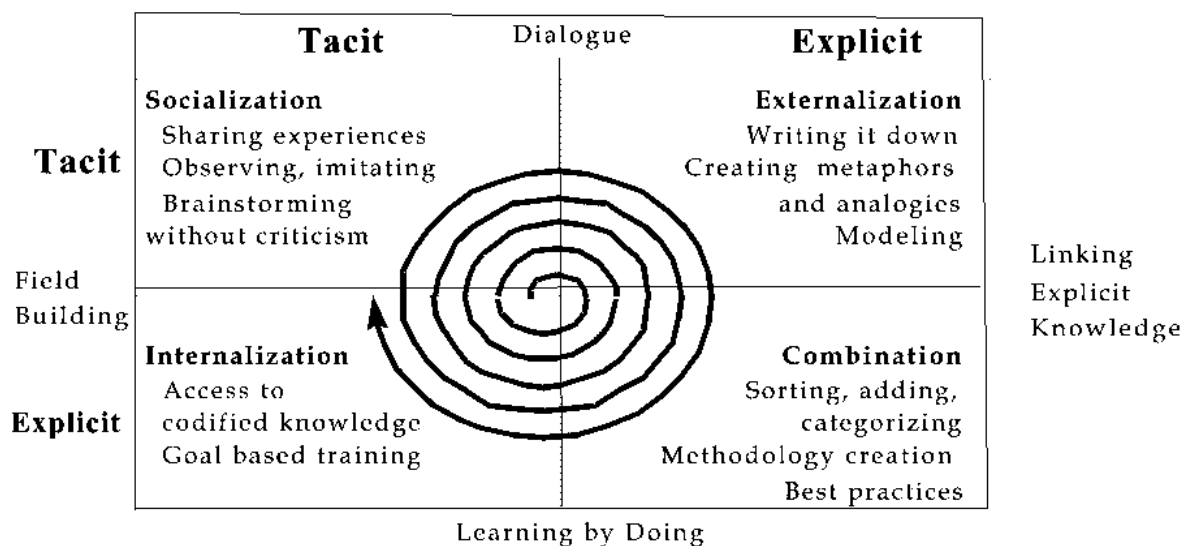 Tacit
Dialogue
Explicit
Socialization
Sharing experiences
Observing, imitating
Brainstorming
without criticism
Externalization
Writing it down
Creating metaphors
and analogies
Modeling
Tacit
Field
Building
Linking
Explicit
Knowledge
Internalization
Access to
codified knowledge
Goal based training
Combination
Sorting, adding,
categorizing
Methodology creation
Best practices
Explicit
Learning by Doing